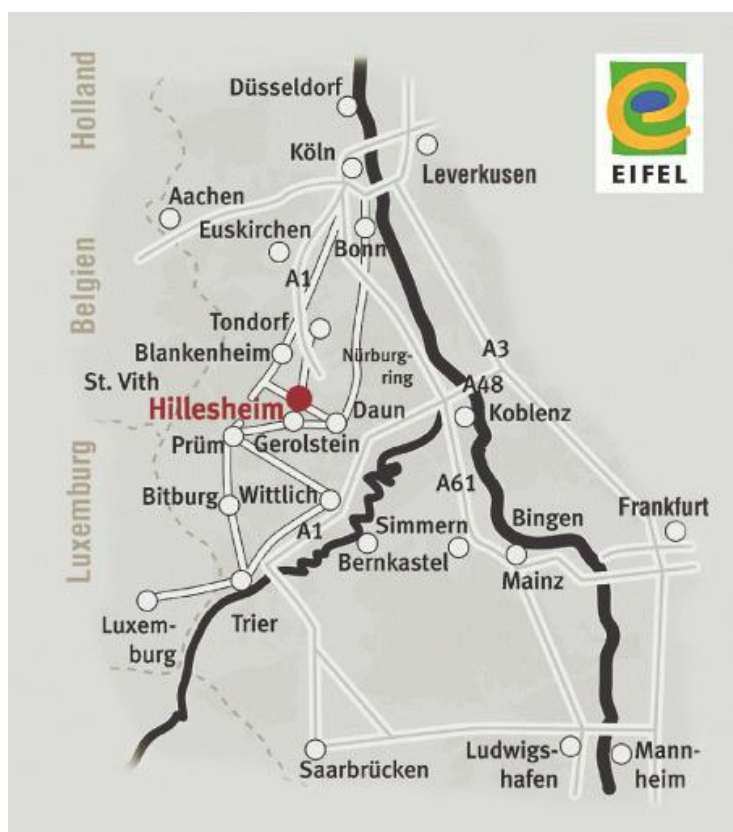 Holland
Düsseldorf
EIFEL
Köln
Leverkusen
Aachen
Euskirchen
Bonn
Belgien
A1
Tondorf
Blankenheim
Nürburg-
ring
A3
St. Vith
A48
Hillesheim
Daun
Koblenz
Prüm
Gerolstein
Luxemburg
Bitburg
Wittlich
A61
A1
Simmern
Bingen
Frankfurt
Bernkastel
Mainz
Luxem-
burg
Trier
Saarbrücken
Ludwigs-
hafen
Mann-
heim